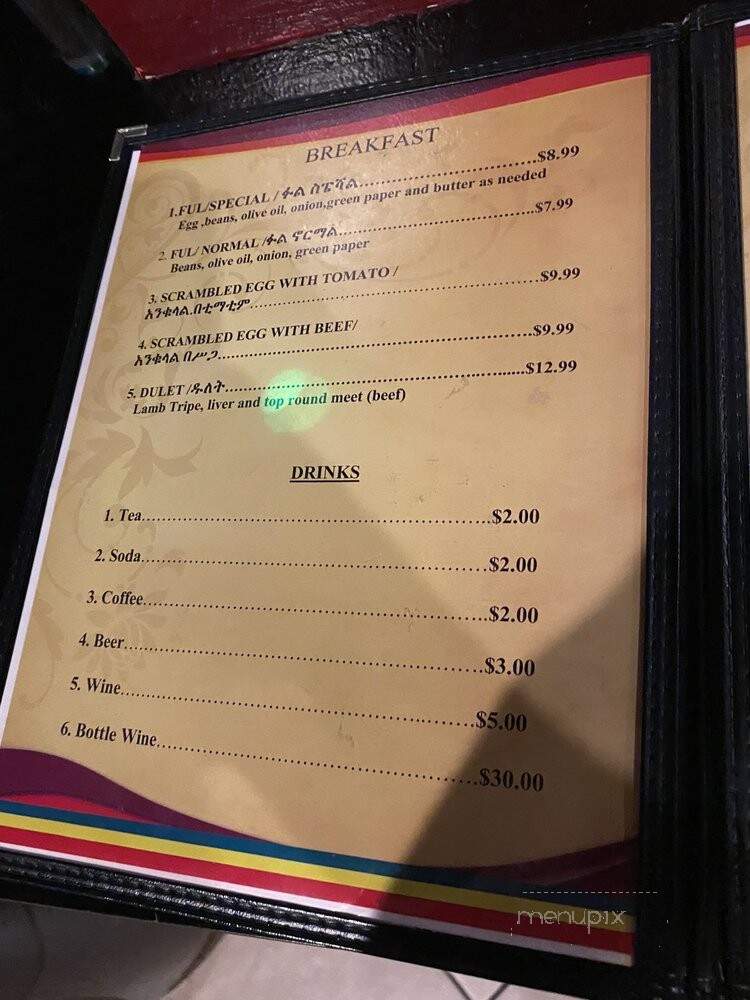 BREAKFAST
1.FUL/SPECIAL / ፉል ስፔሻል..............................$8.99
Egg ,beans, olive oil, onion,green paper and butter as needed
2. FUL/ NORMAL /ፉል ኖርማል..............................$7.99
Beans, olive oil, onion, green paper
3. SCRAMBLED EGG WITH TOMATO /
እንቁላል.በቲማቲም..................................................$9.99
4. SCRAMBLED EGG WITH BEEF/
እንቁላል በሥጋ..........................................................$9.99
5. DULET /ዱለት........................................................$12.99
Lamb Tripe, liver and top round meet (beef)
DRINKS
1. Tea..................................................................$2.00
2. Soda................................................................$2.00
3. Coffee..............................................................$2.00
4. Beer................................................................$3.00
5. Wine................................................................$5.00
6. Bottle Wine.......................................................$30.00
menupix